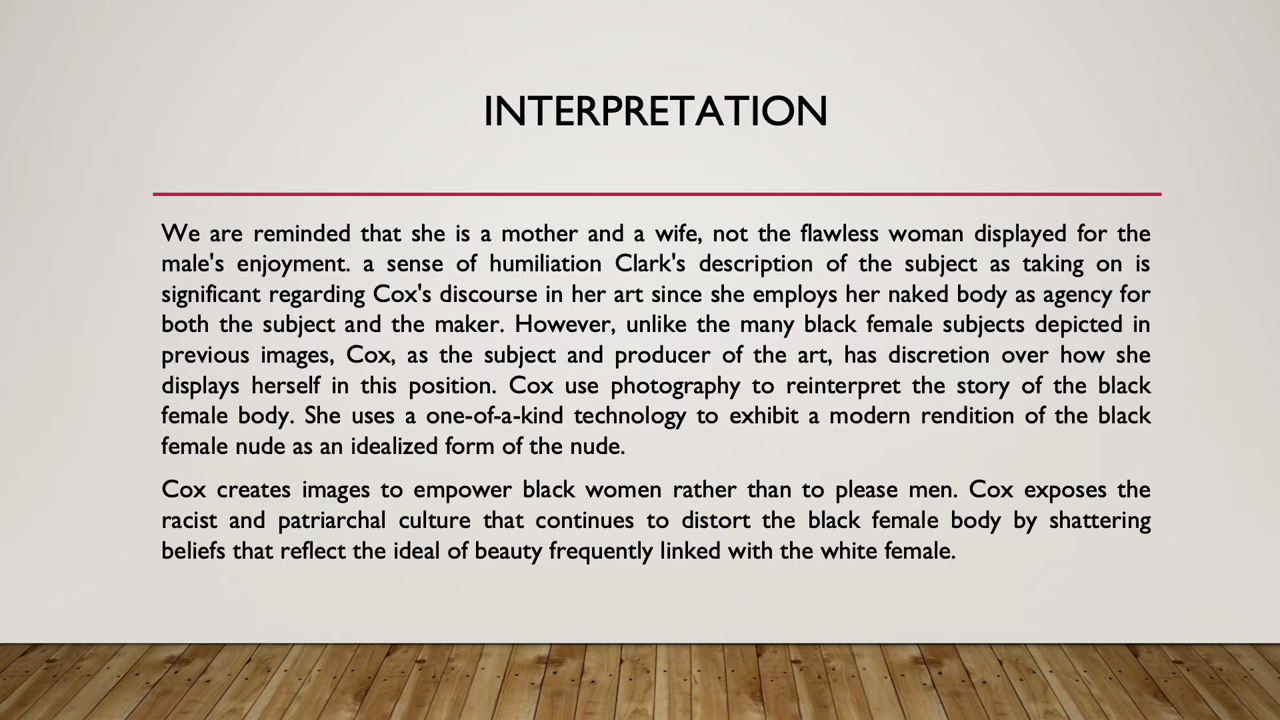 INTERPRETATION
We are reminded that she is a mother and a wife, not the flawless woman displayed for the
male's enjoyment. a sense of humiliation Clark's description of the subject as taking on is
significant regarding Cox's discourse in her art since she employs her naked body as agency for
both the subject and the maker. However, unlike the many black female subjects depicted in
previous images, Cox, as the subject and producer of the art, has discretion over how she
displays herself in this position. Cox use photography to reinterpret the story of the black
female body. She uses a one-of-a-kind technology to exhibit a modern rendition of the black
female nude as an idealized form of the nude.
Cox creates images to empower black women rather than to please men. Cox exposes the
racist and patriarchal culture that continues to distort the black female body by shattering
beliefs that reflect the ideal of beauty frequently linked with the white female.